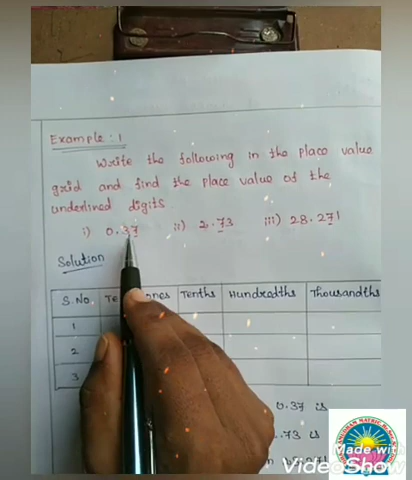 Example : 1
Write the following in the place value
grid and find the place value of the
underlined digits.
i) 0.37 ii) 2.73 iii) 28.271
Solution
S.No. ones Tenths Hundredths Thousandths
1
2
3
0.37 is
.73 is
Made with
VideoShow